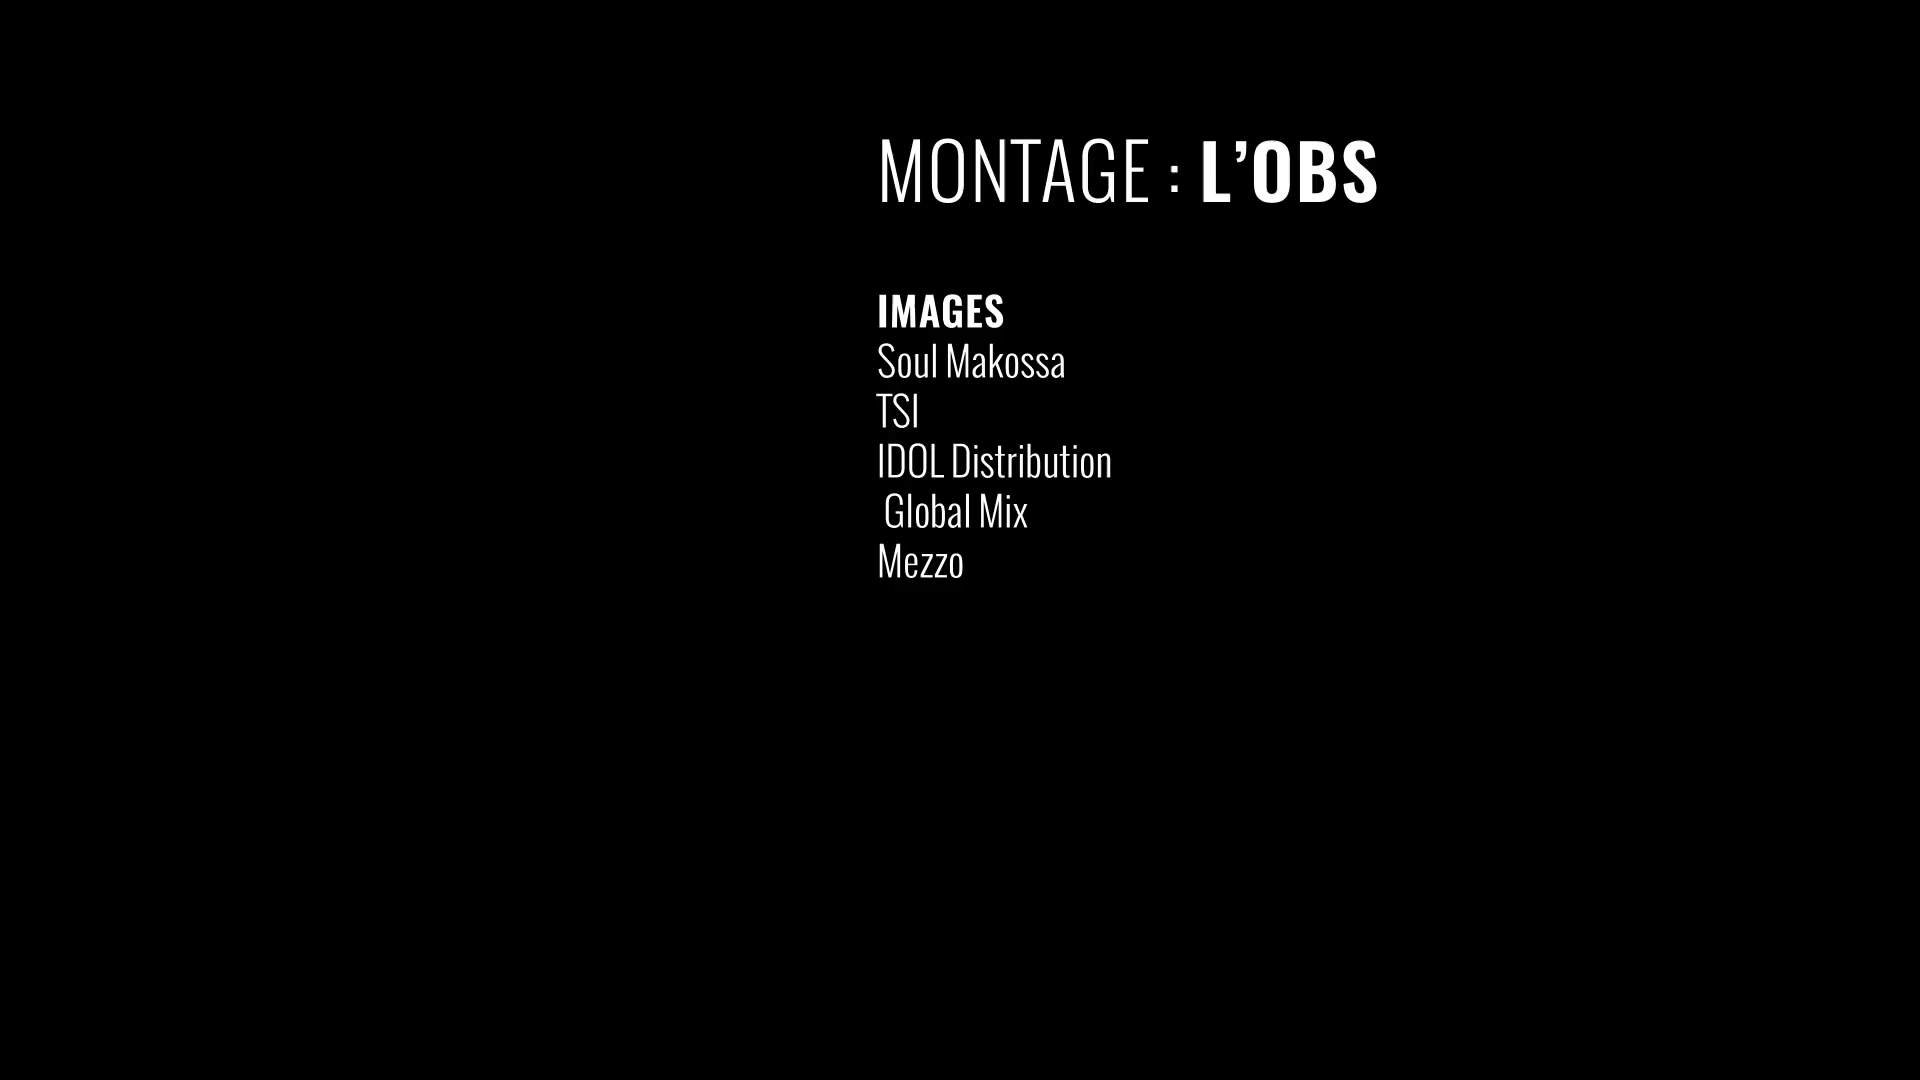 MONTAGE : L’OBS
IMAGES
Soul Makossa
TSI
IDOL Distribution
Global Mix
Mezzo